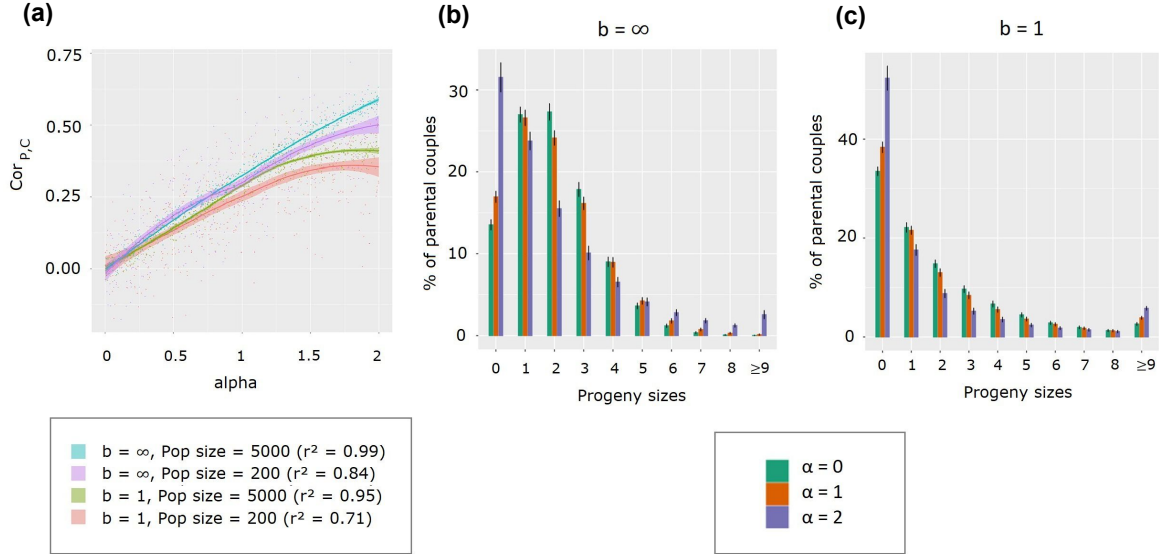 (a)
0.75
0.50
0.25
0.00
Cor P,C
0 0.5 1 1.5 2
alpha
b = ∞, Pop size = 5000 (r² = 0.99)
b = ∞, Pop size = 200 (r² = 0.84)
b = 1, Pop size = 5000 (r² = 0.95)
b = 1, Pop size = 200 (r² = 0.71)
(b)
b = ∞
30
20
10
0
% of parental couples
0 1 2 3 4 5 6 7 8 ≥9
Progeny sizes
(c)
b = 1
40
20
0
% of parental couples
0 1 2 3 4 5 6 7 8 ≥9
Progeny sizes
α = 0
α = 1
α = 2